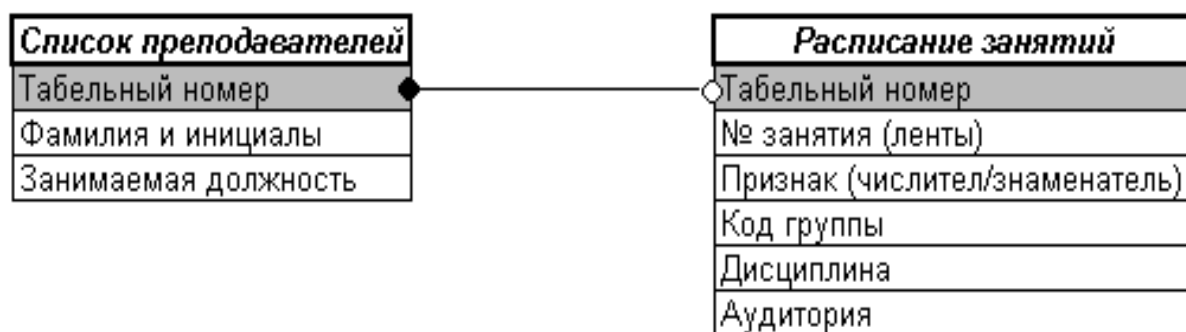 Список преподавателей
Табельный номер
Фамилия и инициалы
Занимаемая должность
Расписание занятий
Табельный номер
№ занятия (ленты)
Признак (числител/знаменатель)
Код группы
Дисциплина
Аудитория